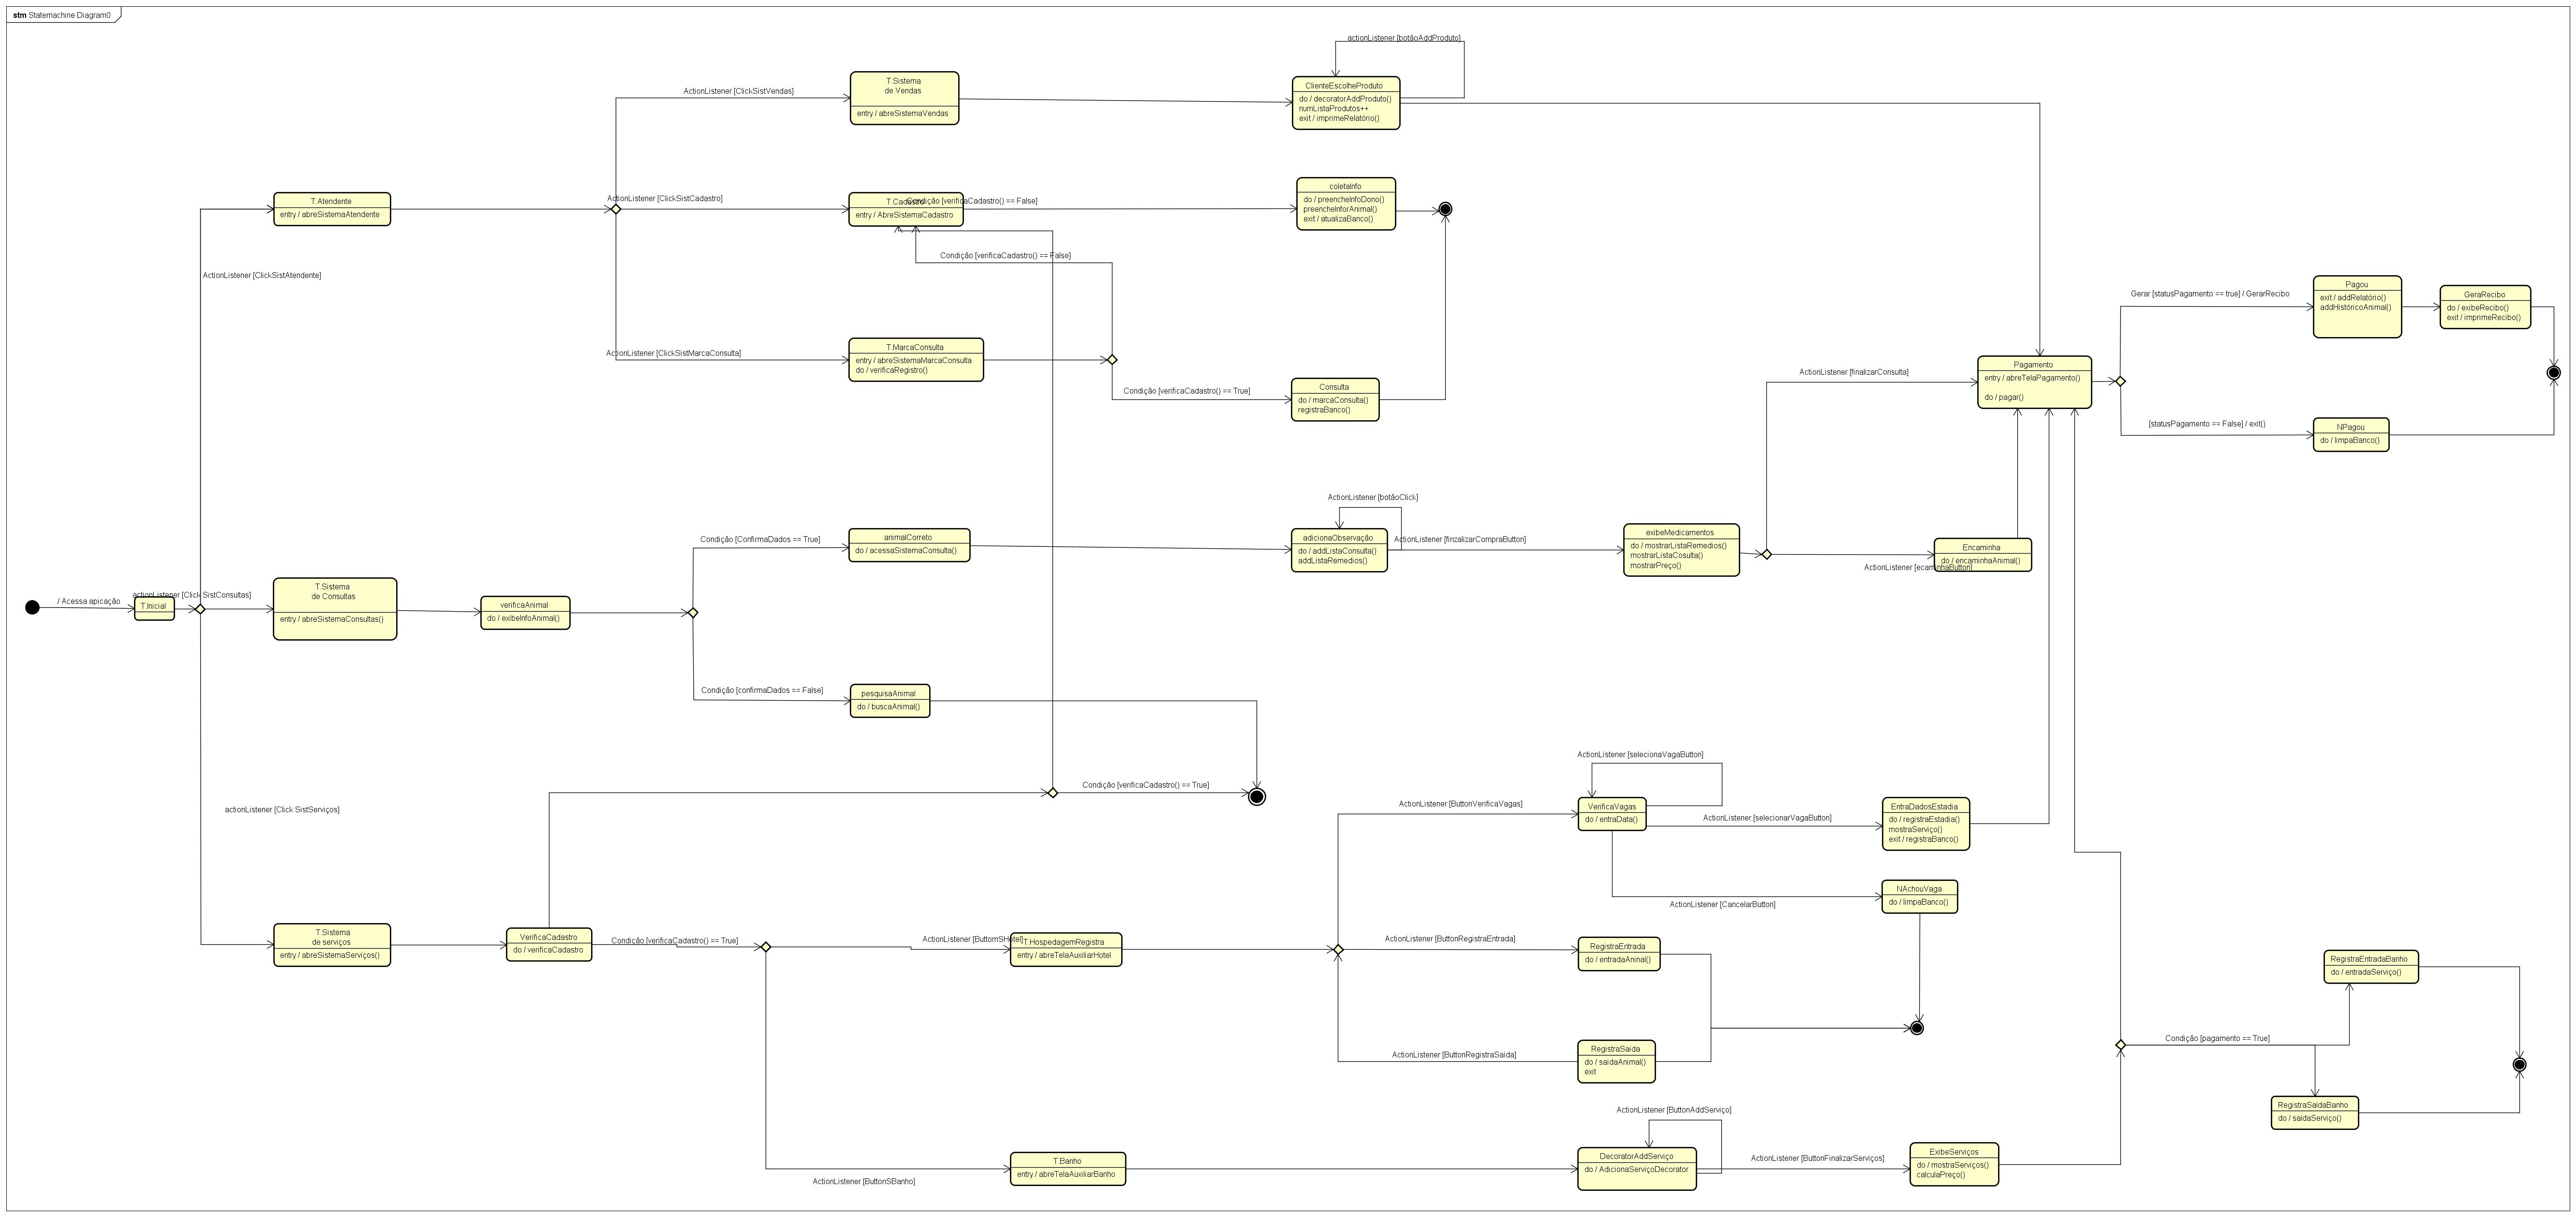 stm Statemachine Diagram0
actionListener [botãoAddProduto]
T.Sistema
de Vendas
entry / abreSistemaVendas
ActionListener [ClickSistVendas]
ClienteEscolheProduto
do / decoratorAddProduto()
numListaProdutos++
exit / imprimeRelatório()
T.Atendente
entry / abreSistemaAtendente
ActionListener [ClickSistCadastro]
T.Cadastro
entry / AbreSistemaCadastro
Condição [verificaCadastro() == False]
coletaInfo
do / preencheInfoDono()
preencheInforAnimal()
exit / atualizaBanco()
Condição [verificaCadastro() == False]
ActionListener [ClickSistAtendente]
ActionListener [ClickSistMarcaConsulta]
T.MarcaConsulta
entry / abreSistemaMarcaConsulta
do / verificaRegistro()
Condição [verificaCadastro() == True]
Consulta
do / marcaConsulta()
registraBanco()
ActionListener [finalizarConsulta]
Pagamento
entry / abreTelaPagamento()
do / pagar()
Gerar [statusPagamento == true] / GerarRecibo
Pagou
exit / addRelatório()
addHistóricoAnimal()
GeraRecibo
do / exibeRecibo()
exit / imprimeRecibo()
[statusPagamento == False] / exit()
NPagou
do / limpaBanco()
ActionListener [botãoClick]
Condição [ConfirmaDados == True]
animalCorreto
do / acessaSistemaConsulta()
adicionaObservação
do / addListaConsulta()
addListaRemedios()
ActionListener [finzalizarCompraButton]
exibeMedicamentos
do / mostrarListaRemedios()
mostrarListaCosulta()
mostrarPreço()
Encaminha
do / encaminhaAnimal()
ActionListener [ecaminhaButton]
/ Acessa apicação
actionListener [Click SistConsultas]
T.Inicial
T.Sistema
de Consultas
entry / abreSistemaConsultas()
verificaAnimal
do / exibeInfoAnimal()
Condição [confirmaDados == False]
pesquisaAnimal
do / buscaAnimal()
Condição [verificaCadastro() == True]
actionListener [Click SistServiços]
ActionListener [selecionaVagaButton]
ActionListener [ButtonVerificaVagas]
VerificaVagas
do / entraData()
ActionListener [selecionarVagaButton]
EntraDadosEstadia
do / registraEstadia()
mostraServiço()
exit / registraBanco()
ActionListener [CancelarButton]
NAchouVaga
do / limpaBanco()
T.Sistema
de serviços
entry / abreSistemaServiços()
VerificaCadastro
do / verificaCadastro
Condição [verificaCadastro() == True]
ActionListener [ButtomSHotel]
T.HospedagemRegistra
entry / abreTelaAuxiliarHotel
ActionListener [ButtonRegistraEntrada]
RegistraEntrada
do / entradaAninal()
ActionListener [ButtonRegistraSaida]
RegistraSaida
do / saidaAnimal()
exit
Condição [pagamento == True]
RegistraEntradaBanho
do / entradaServiço()
RegistraSaídaBanho
do / saídaServiço()
ActionListener [ButtonSBanho]
T.Banho
entry / abreTelaAuxiliarBanho
ActionListener [ButtonAddServiço]
DecoratorAddServiço
do / AdicionaServiçoDecorator
ActionListener [ButtonFinalizarServiços]
ExibeServiços
do / mostraServiços()
calculaPreço()